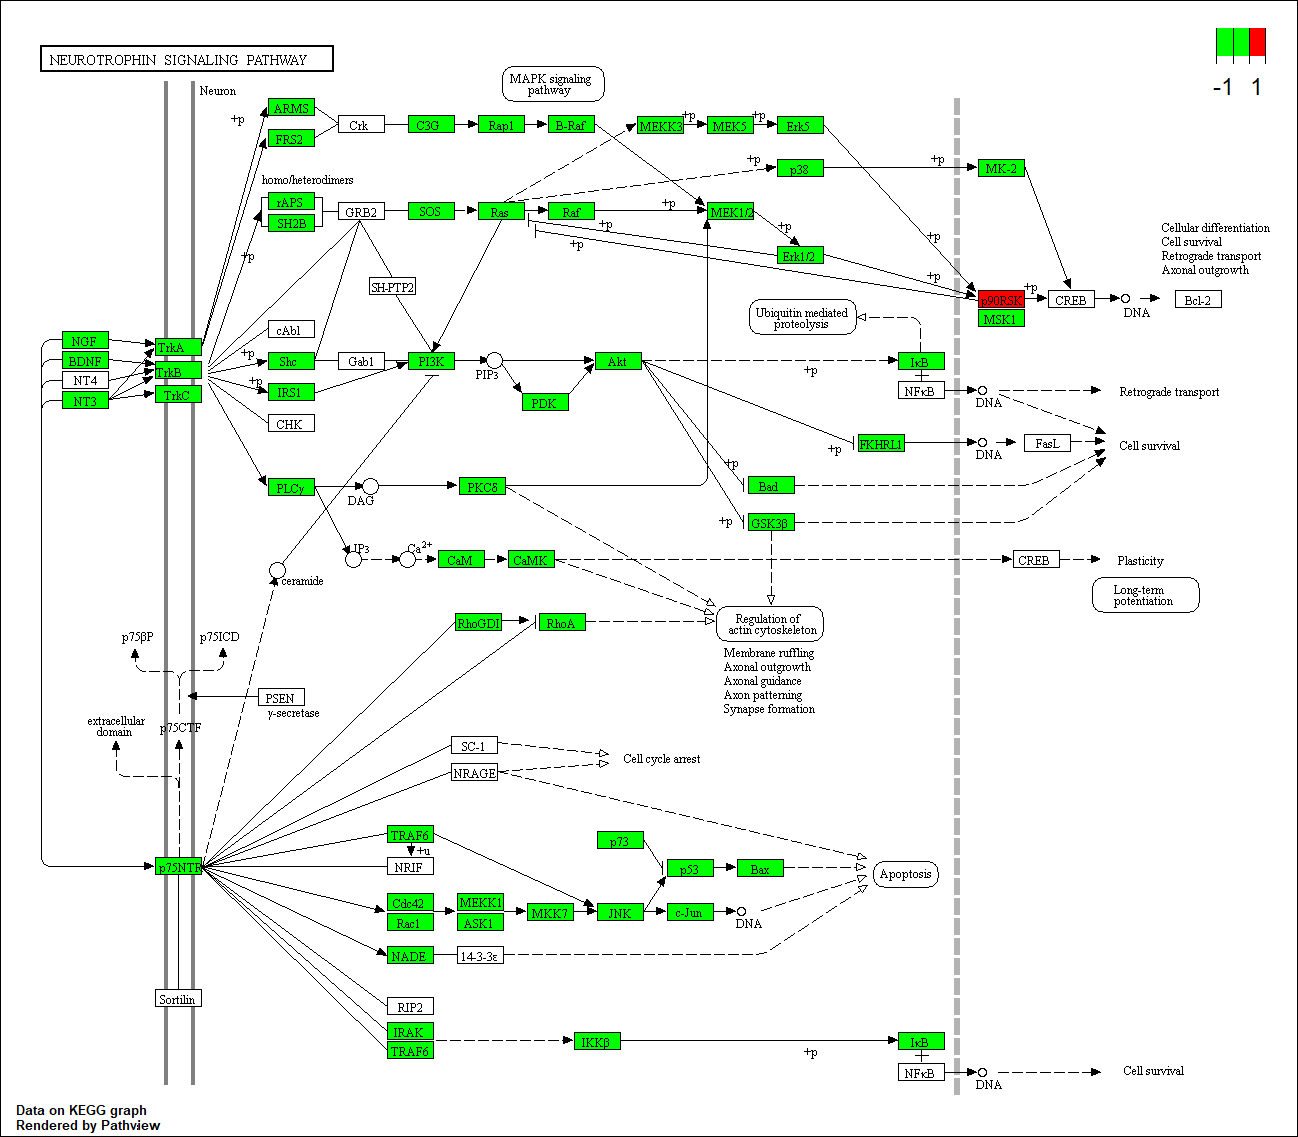 NEUROTROPHIN SIGNALING PATHWAY
-1 1
Neuron
MAPK signaling
pathway
+p
ARMS
FRS2
Crk
C3G
Rap1
B-Raf
MEKK3
+p
MEK5
+p
Erk5
+p
p38
+p
MK-2
homo/heterodimers
rAPS
SH2B
+p
GRB2
SOS
Ras
Raf
+p
MEK1/2
+p
+p
+p
Erk1/2
+p
+p
SH-PTP2
p90RSK
MSK1
+p
CREB
DNA
Bcl-2
Cellular differentiation
Cell survival
Retrograde transport
Axonal outgrowth
Ubiquitin mediated
proteolysis
NGF
BDNF
NT4
NT3
TrkA
TrkB
TrkC
cAbl
+p
Shc
Gab1
PI3K
PIP3
Akt
+p
IκB
+p
IRS1
PDK
NFκB
DNA
Retrograde transport
CHK
+p
FKHRL1
DNA
FasL
Cell survival
PLCγ
DAG
PKCδ
+p
Bad
+p
GSK3β
IP3
Ca2+
CaM
CaMK
CREB
Plasticity
Long-term
potentiation
ceramide
RhoGDI
RhoA
Regulation of
actin cytoskeleton
Membrane ruffling
Axonal outgrowth
Axonal guidance
Axon patterning
Synapse formation
p75βP
p75ICD
PSEN
γ-secretase
extracellular
domain
p75CTF
SC-1
NRAGE
Cell cycle arrest
TRAF6
+u
NRIF
p73
p53
Bax
Apoptosis
p75NTR
Cdc42
Rac1
MEKK1
ASK1
MKK7
JNK
c-Jun
DNA
NADE
14-3-3ε
Sortilin
RIP2
IRAK
TRAF6
IKKβ
+p
IκB
NFκB
DNA
Cell survival
Data on KEGG graph
Rendered by Pathview